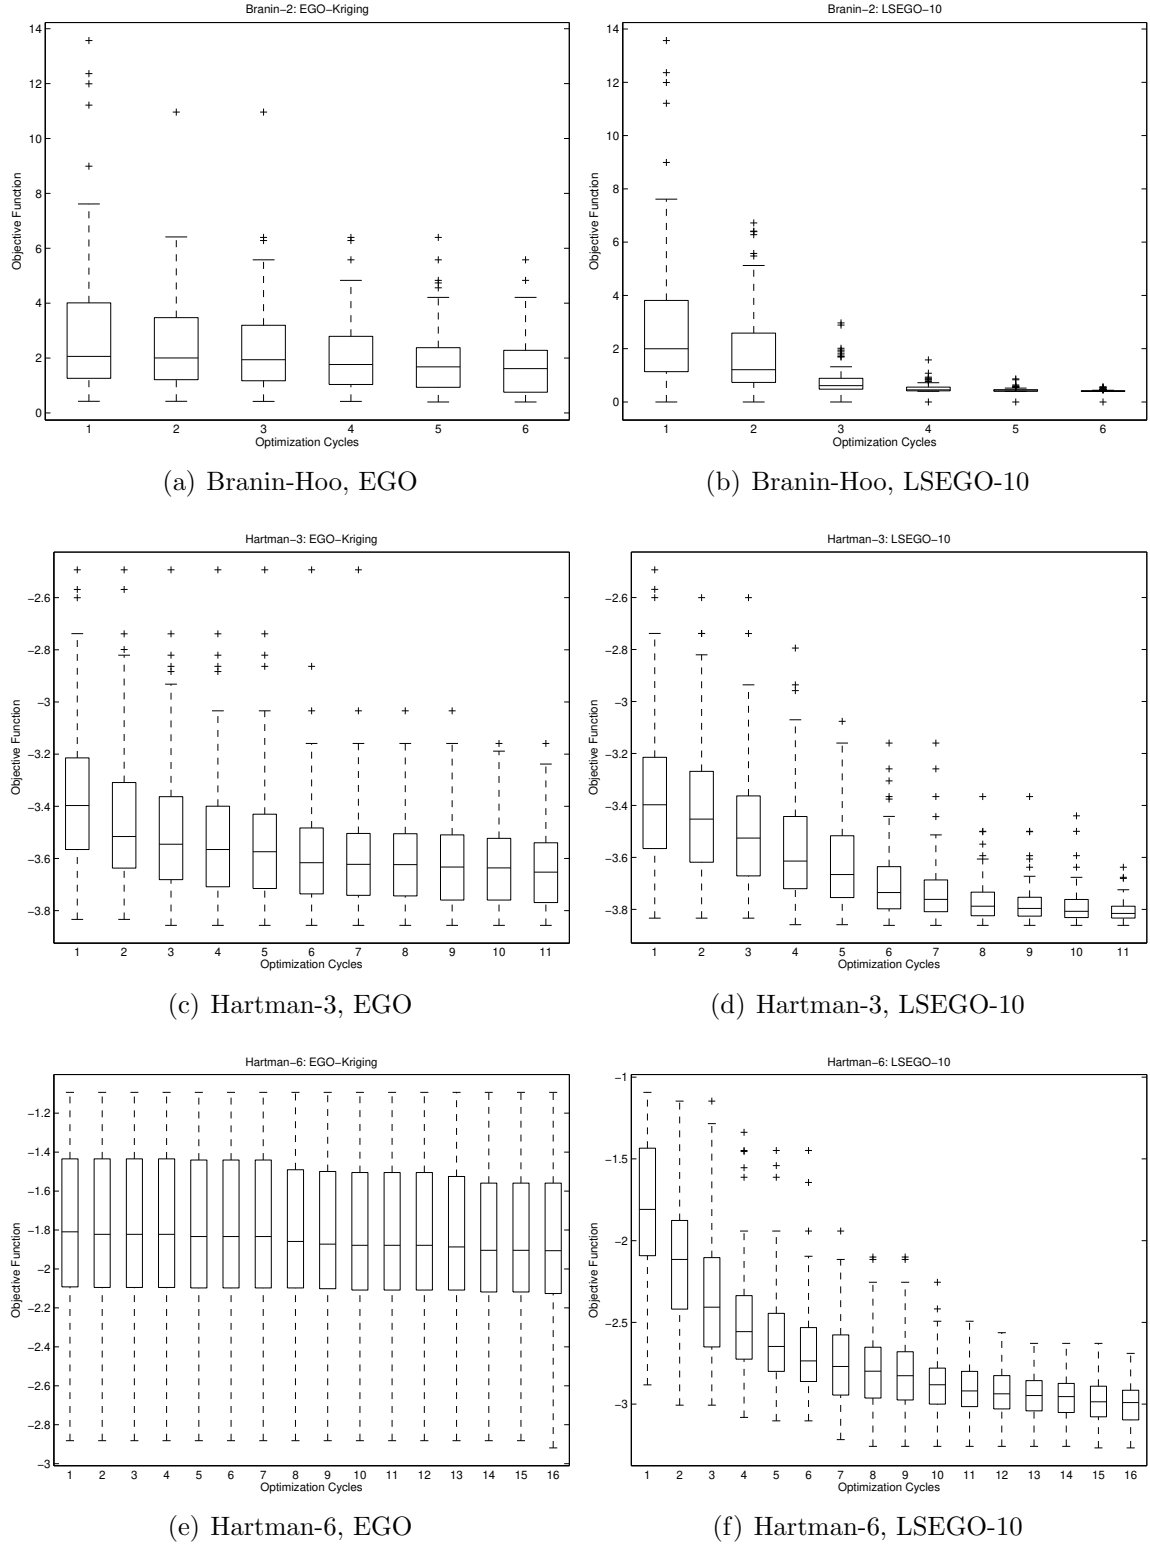 Branin−2: EGO−Kriging
14
12
10
8
6
4
2
0
Objective Function
1 2 3 4 5 6
Optimization Cycles
(a) Branin-Hoo, EGO
Branin−2: LSEGO−10
14
12
10
8
6
4
2
0
Objective Function
1 2 3 4 5 6
Optimization Cycles
(b) Branin-Hoo, LSEGO-10
Hartman−3: EGO−Kriging
−2.6
−2.8
−3
−3.2
−3.4
−3.6
−3.8
Objective Function
1 2 3 4 5 6 7 8 9 10 11
Optimization Cycles
(c) Hartman-3, EGO
Hartman−3: LSEGO−10
−2.6
−2.8
−3
−3.2
−3.4
−3.6
−3.8
Objective Function
1 2 3 4 5 6 7 8 9 10 11
Optimization Cycles
(d) Hartman-3, LSEGO-10
Hartman−6: EGO−Kriging
−1.2
−1.4
−1.6
−1.8
−2
−2.2
−2.4
−2.6
−2.8
−3
Objective Function
1 2 3 4 5 6 7 8 9 10 11 12 13 14 15 16
Optimization Cycles
(e) Hartman-6, EGO
Hartman−6: LSEGO−10
−1
−1.5
−2
−2.5
−3
Objective Function
1 2 3 4 5 6 7 8 9 10 11 12 13 14 15 16
Optimization Cycles
(f) Hartman-6, LSEGO-10